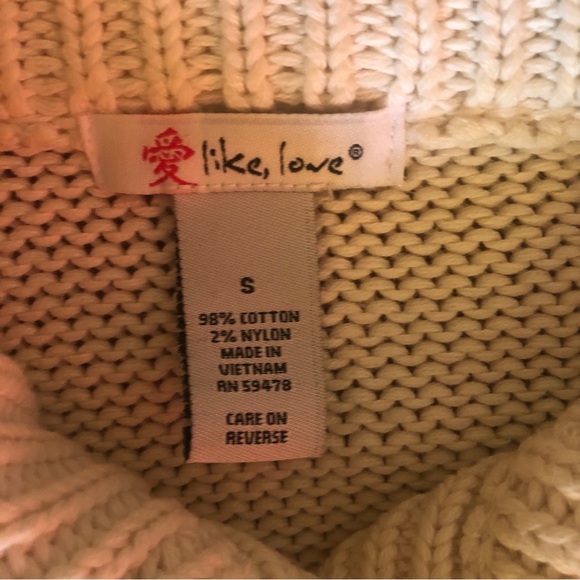 愛 like, love®
S
98% COTTON
2% NYLON
MADE IN
VIETNAM
RN 59478
CARE ON
REVERSE